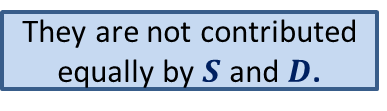 They are not contributed
equally by S and D.